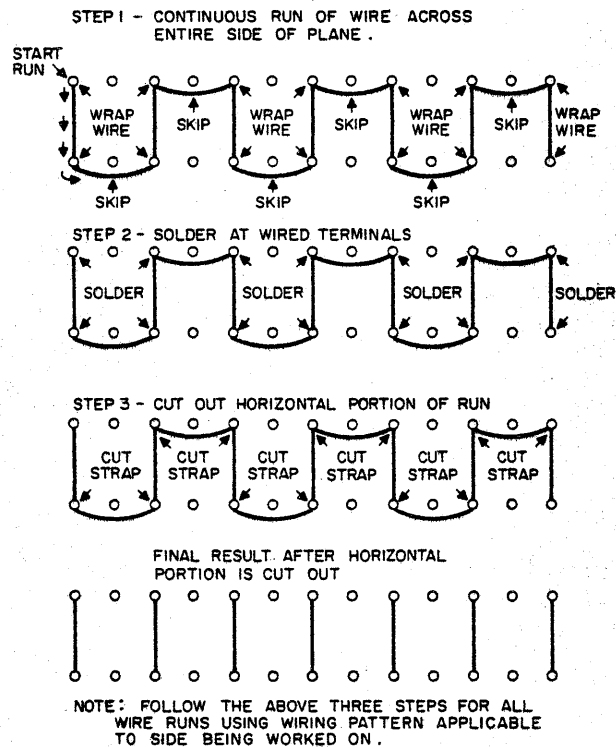 STEP 1 - CONTINUOUS RUN OF WIRE ACROSS
ENTIRE SIDE OF PLANE.
START
RUN
WRAP WIRE WRAP WIRE WRAP WIRE WRAP WIRE
SKIP SKIP SKIP
SKIP SKIP SKIP
STEP 2 - SOLDER AT WIRED TERMINALS
SOLDER SOLDER SOLDER SOLDER
STEP 3 - CUT OUT HORIZONTAL PORTION OF RUN
CUT CUT CUT CUT CUT CUT
STRAP STRAP STRAP STRAP STRAP STRAP
FINAL RESULT AFTER HORIZONTAL
PORTION IS CUT OUT
NOTE: FOLLOW THE ABOVE THREE STEPS FOR ALL
WIRE RUNS USING WIRING PATTERN APPLICABLE
TO SIDE BEING WORKED ON.